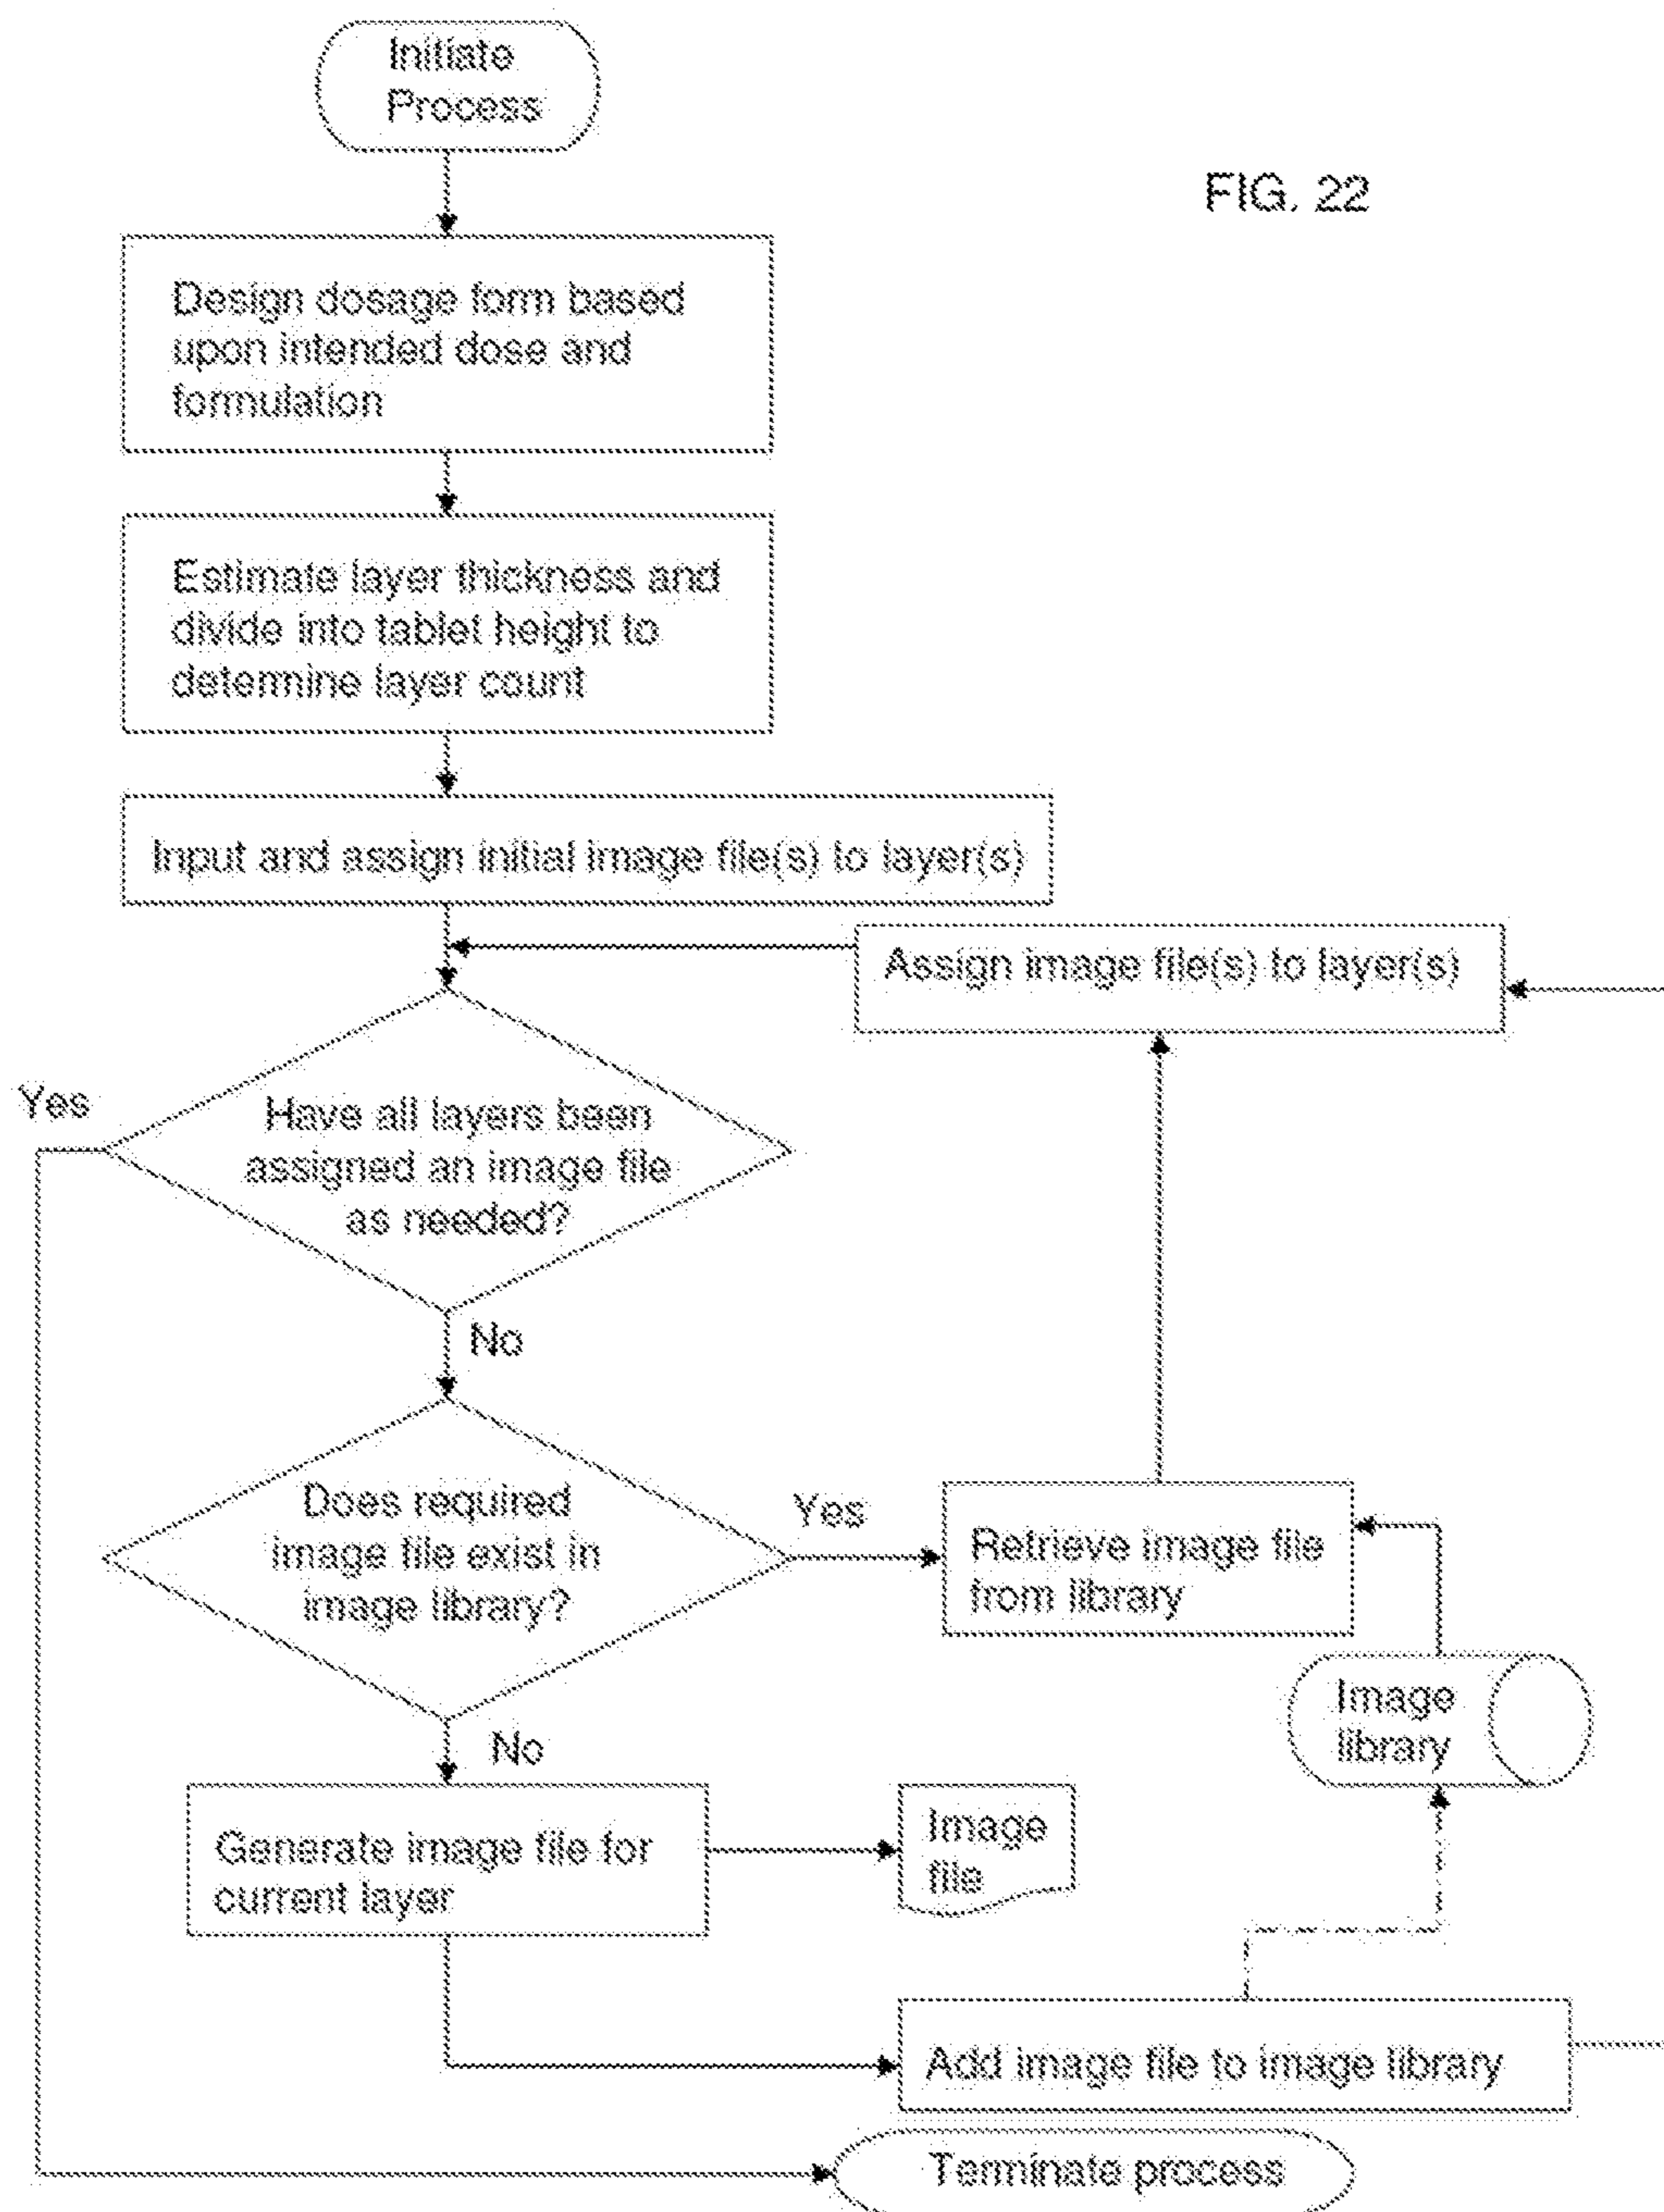 Initiate
Process
FIG. 22
Design dosage form based
upon intended dose and
formulation
Estimate layer thickness and
divide into tablet height to
determine layer count
Input and assign initial image file(s) to layer(s)
Assign image file(s) to layer(s)
Yes
Have all layers been
assigned an image file
as needed?
No
Does required
image file exist in
image library?
Yes
Retrieve image file
from library
Image
library
No
Generate image file for
current layer
Image
file
Add image file to image library
Terminate process